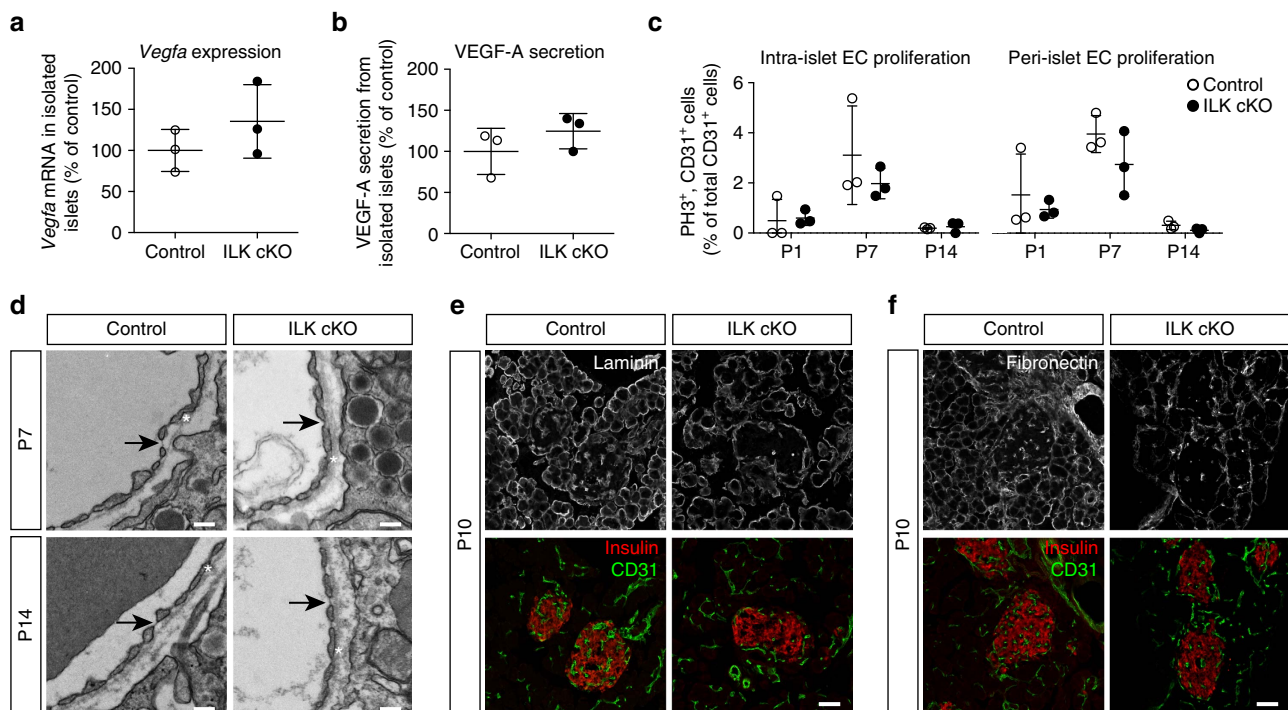 a
Vegfa expression
Vegfa mRNA in isolated
islets (% of control)
200
150
100
50
0
Control
ILK cKO
b
VEGF-A secretion
VEGF-A secretion from
isolated islets (% of control)
200
150
100
50
0
Control
ILK cKO
c
Intra-islet EC proliferation
Peri-islet EC proliferation
Control
ILK cKO
PH3⁺, CD31⁺ cells
(% of total CD31⁺ cells)
6
4
2
0
P1
P7
P14
P1
P7
P14
d
Control
ILK cKO
P7
*
*
P14
*
*
e
Control
ILK cKO
P10
Laminin
Insulin
CD31
f
Control
ILK cKO
P10
Fibronectin
Insulin
CD31